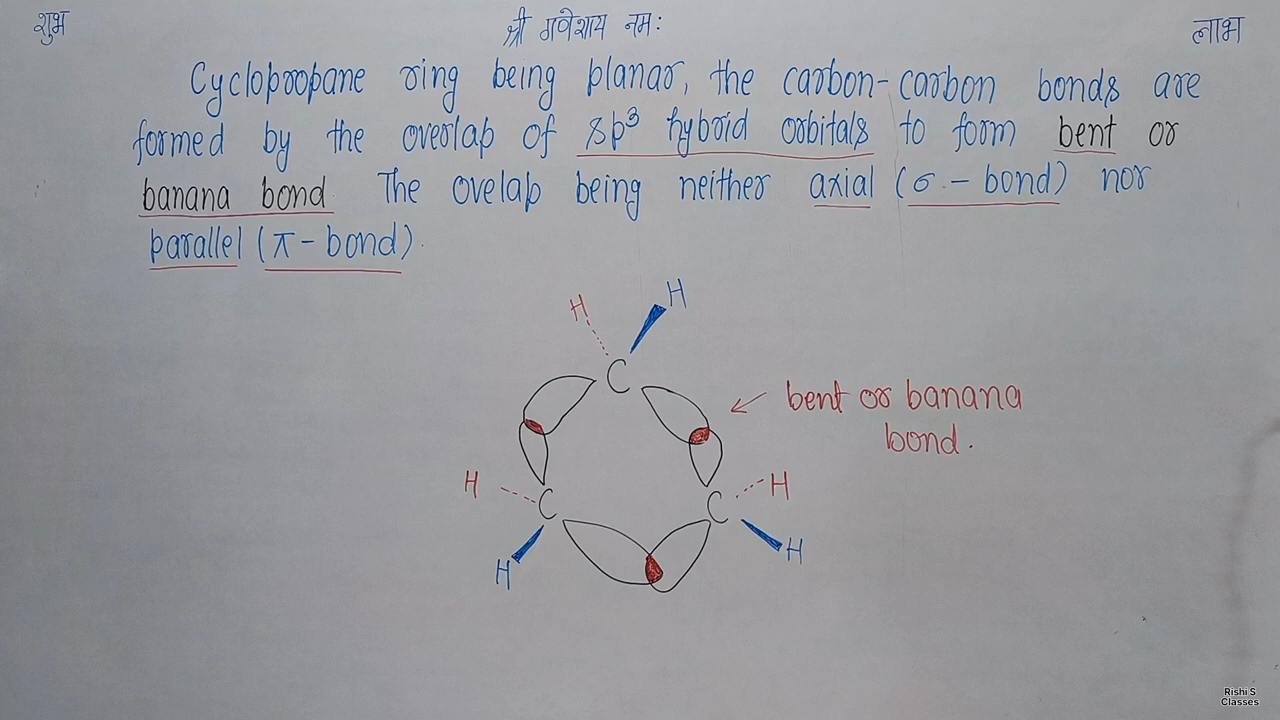 शुभ श्री गणेशाय नमः लाभ
Cyclopropane ring being planar, the carbon-carbon bonds are
formed by the overlap of sp³ hybrid orbitals to form bent or
banana bond The ovelap being neither axial (σ - bond) nor
parallel (π - bond).
H H
C
bent or banana
bond.
H C C H
H H
Rishi S
Classes